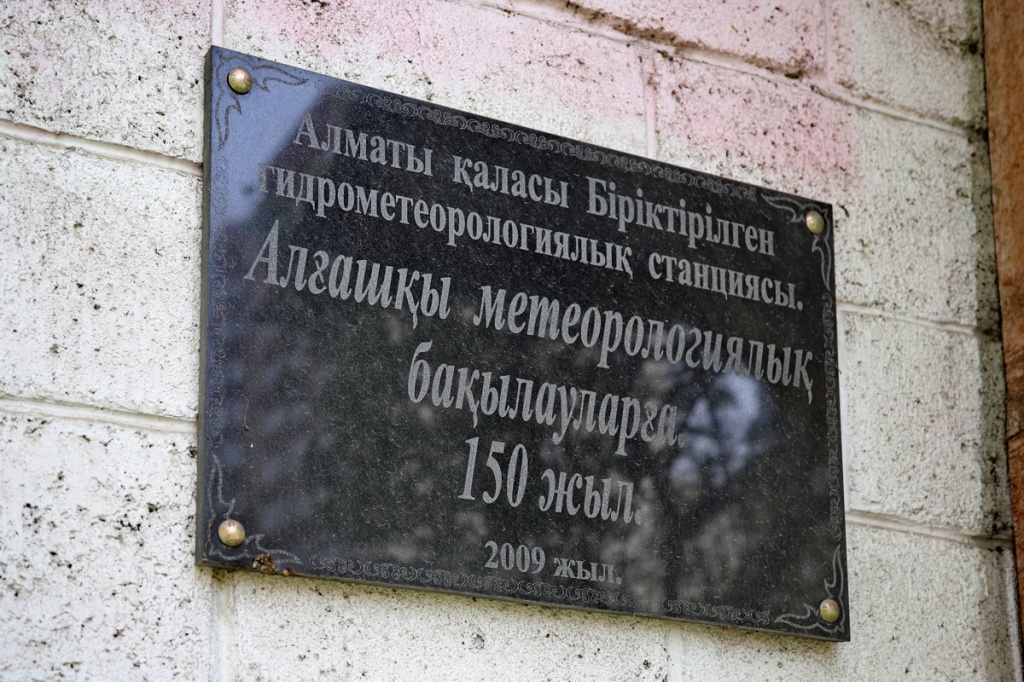 Алматы қаласы Біріктірілген
гидрометеорологиялық станциясы.
Алғашқы метеорологиялық
бақылауларға.
150 жыл.
2009 жыл.